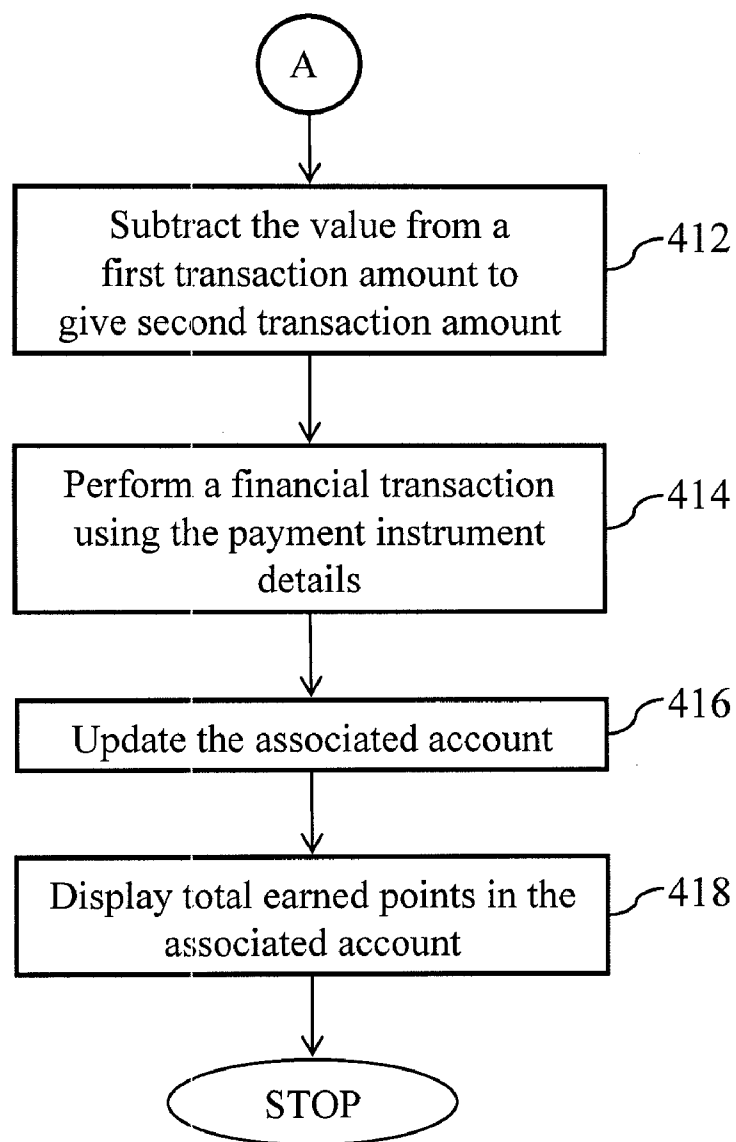 A
Subtract the value from a
first transaction amount to
give second transaction amount
412
Perform a financial transaction
using the payment instrument
details
414
Update the associated account
416
Display total earned points in the
associated account
418
STOP